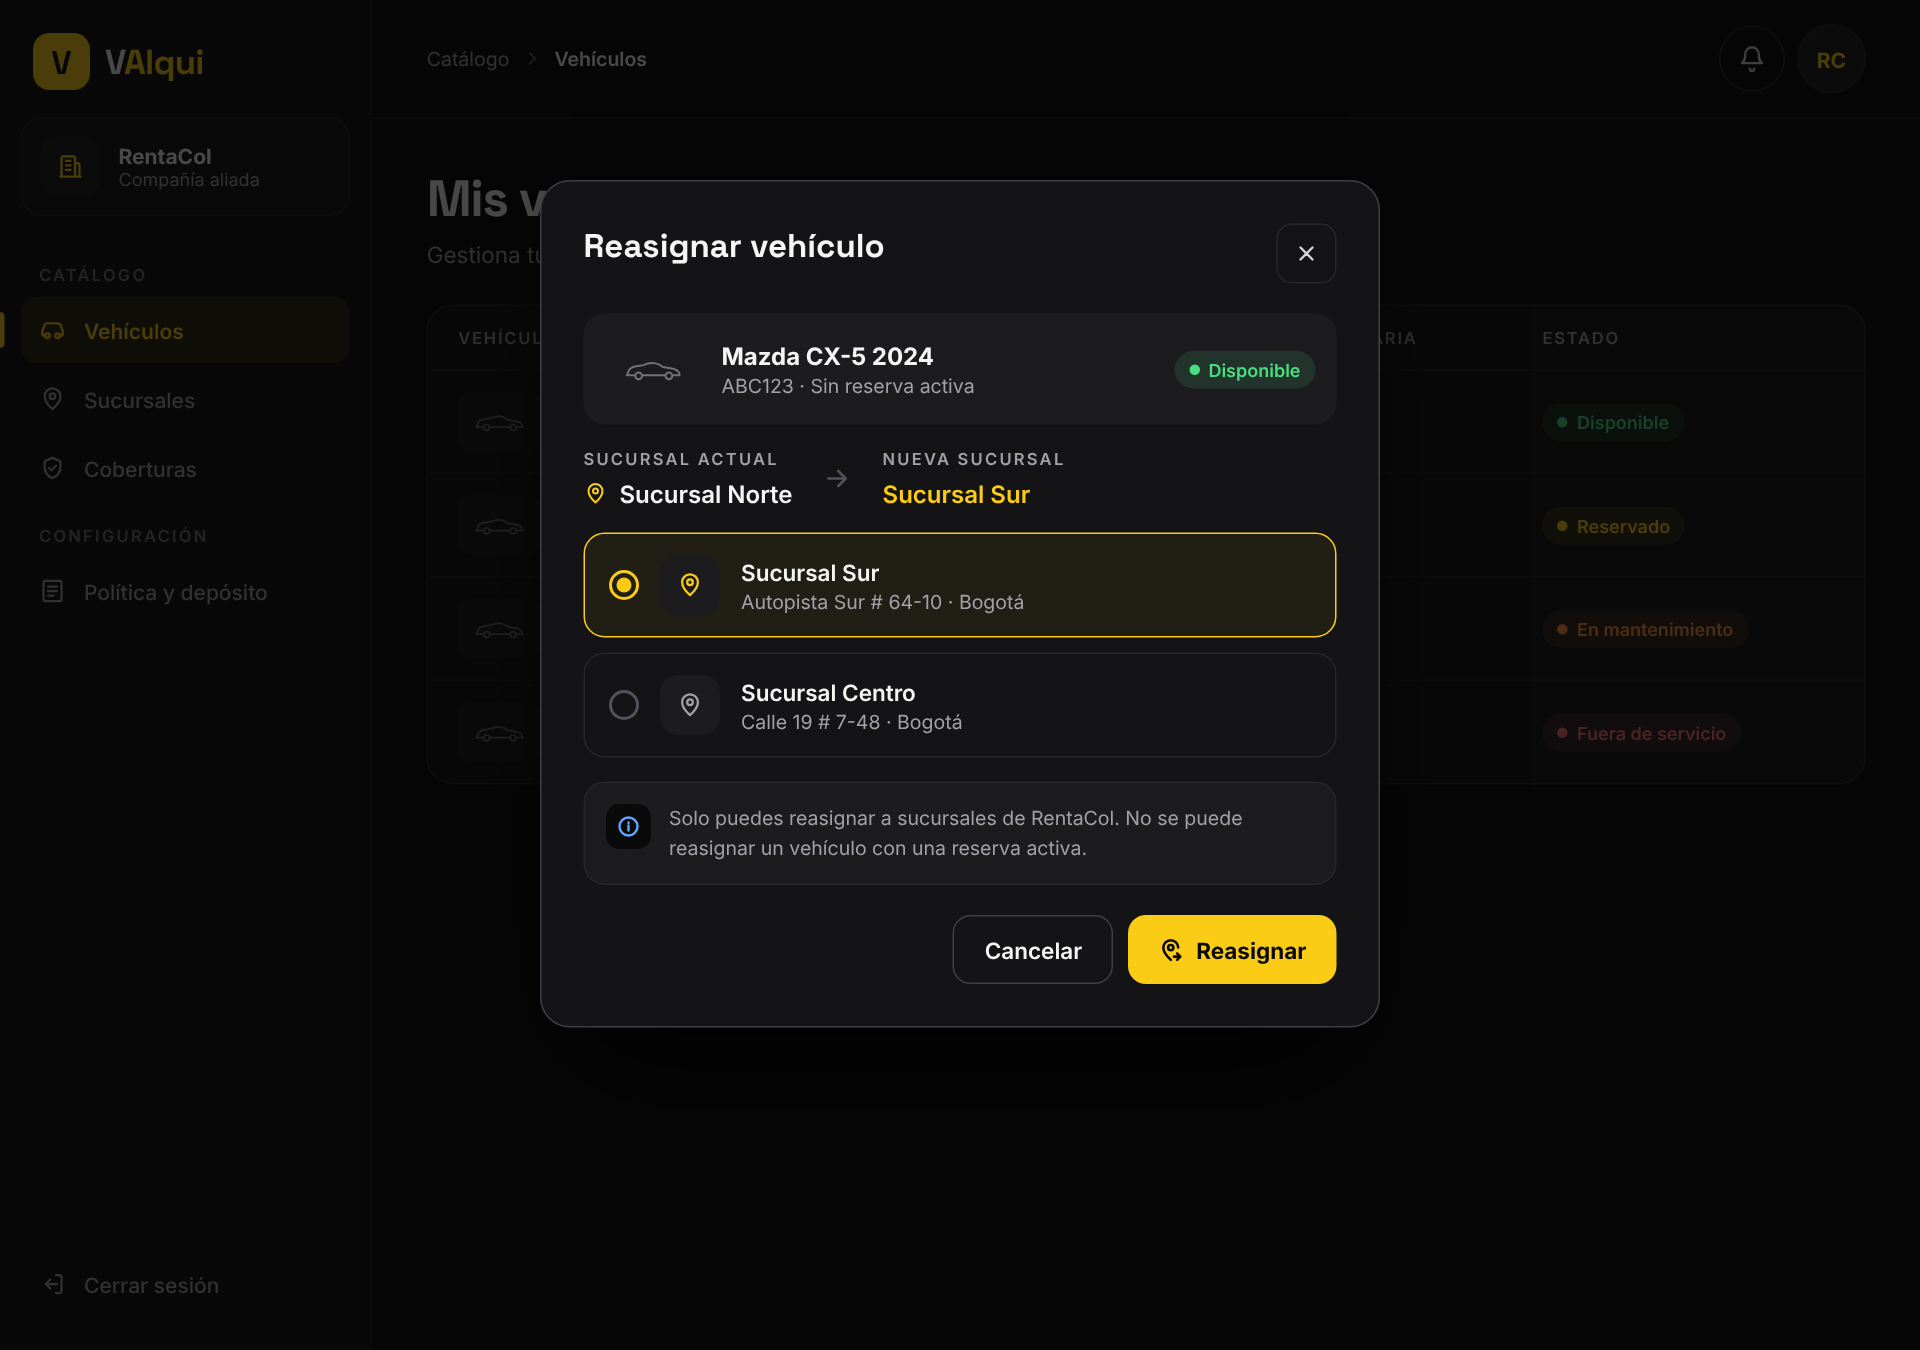 V VAlqui
Catálogo > Vehículos
RC
RentaCol
Compañía aliada
CATÁLOGO
Vehículos
Sucursales
Coberturas
CONFIGURACIÓN
Política y depósito
Cerrar sesión
Mis v
Gestiona tu
VEHÍCUL
ARIA
ESTADO
Disponible
Reservado
En mantenimiento
Fuera de servicio
Reasignar vehículo
Mazda CX-5 2024
ABC123 · Sin reserva activa
Disponible
SUCURSAL ACTUAL
Sucursal Norte
→
NUEVA SUCURSAL
Sucursal Sur
Sucursal Sur
Autopista Sur # 64-10 · Bogotá
Sucursal Centro
Calle 19 # 7-48 · Bogotá
Solo puedes reasignar a sucursales de RentaCol. No se puede
reasignar un vehículo con una reserva activa.
Cancelar
Reasignar